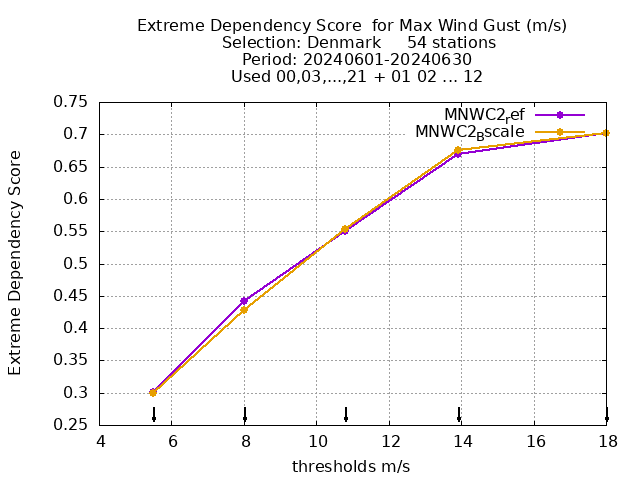 Extreme Dependency Score  for Max Wind Gust (m/s)
Selection: Denmark     54 stations
Period: 20240601-20240630
Used 00,03,...,21 + 01 02 ... 12
MNWC2_ref
MNWC2_Bscale
Extreme Dependency Score
0.75
0.7
0.65
0.6
0.55
0.5
0.45
0.4
0.35
0.3
0.25
4 6 8 10 12 14 16 18
thresholds m/s